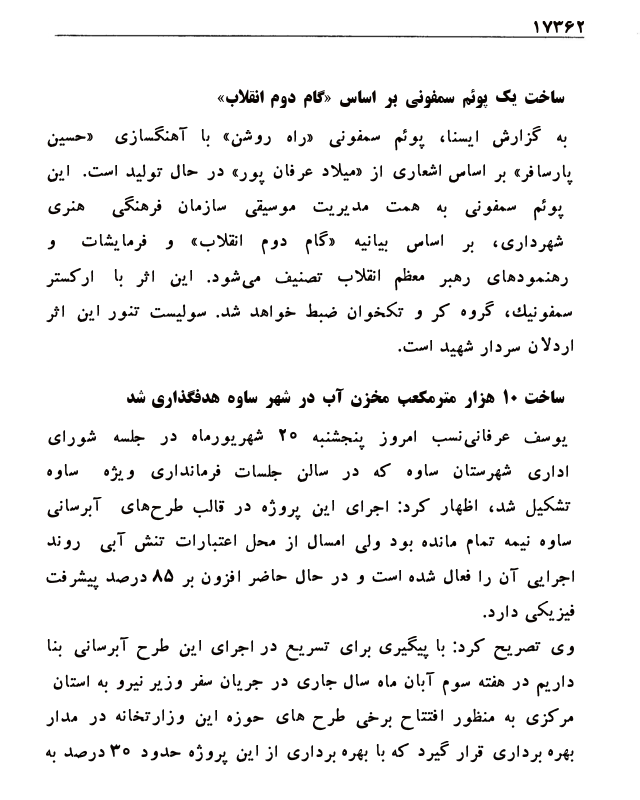 ۱۷۳۶۲
ساخت یک پوئم سمفونی بر اساس «گام دوم انقلاب»
به گزارش ایسنا، پوئم سمفونی «راه روشن» با آهنگسازی «حسین
پارسافر» بر اساس اشعاری از «میلاد عرفان پور» در حال تولید است. این
پوئم سمفونی به همت مدیریت موسیقی سازمان فرهنگی هنری
شهرداری، بر اساس بیانیه «گام دوم انقلاب» و فرمایشات و
رهنمودهای رهبر معظم انقلاب تصنیف می‌شود. این اثر با ارکستر
سمفونیك، گروه کر و تکخوان ضبط خواهد شد. سولیست تنور این اثر
اردلان سردار شهید است.
ساخت ۱۰ هزار مترمکعب مخزن آب در شهر ساوه هدفگذاری شد
یوسف عرفانی‌نسب امروز پنجشنبه ۲۰ شهریورماه در جلسه شورای
اداری شهرستان ساوه که در سالن جلسات فرمانداری ویژه ساوه
تشکیل شد، اظهار کرد: اجرای این پروژه در قالب طرح‌های آبرسانی
ساوه نیمه تمام مانده بود ولی امسال از محل اعتبارات تنش آبی روند
اجرایی آن را فعال شده است و در حال حاضر افزون بر ۸۵ درصد پیشرفت
فیزیکی دارد.
وی تصریح کرد: با پیگیری برای تسریع در اجرای این طرح آبرسانی بنا
داریم در هفته سوم آبان ماه سال جاری در جریان سفر وزیر نیرو به استان
مرکزی به منظور افتتاح برخی طرح های حوزه این وزارتخانه در مدار
بهره برداری قرار گیرد که با بهره برداری از این پروژه حدود ۳۰ درصد به